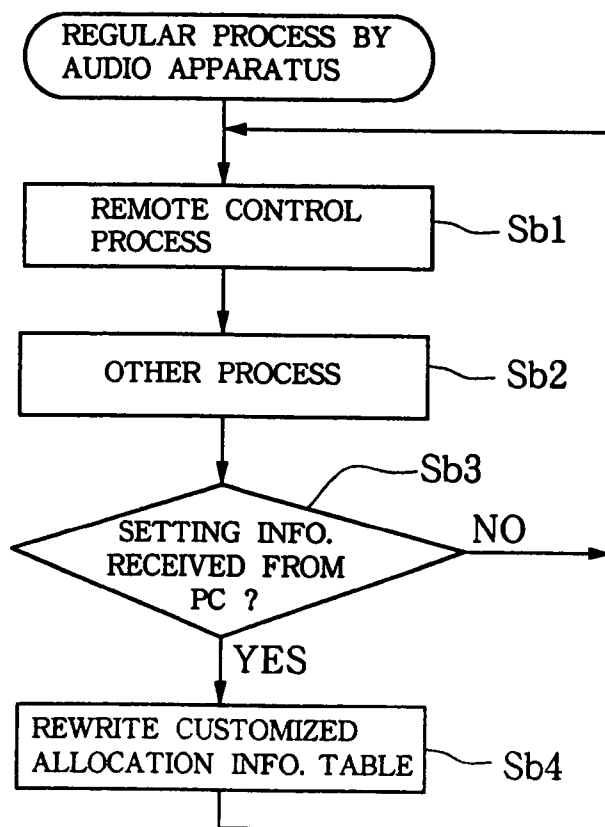 REGULAR PROCESS BY
AUDIO APPARATUS
REMOTE CONTROL
PROCESS
Sb1
OTHER PROCESS
Sb2
Sb3
SETTING INFO.
RECEIVED FROM
PC ?
NO
YES
REWRITE CUSTOMIZED
ALLOCATION INFO. TABLE
Sb4